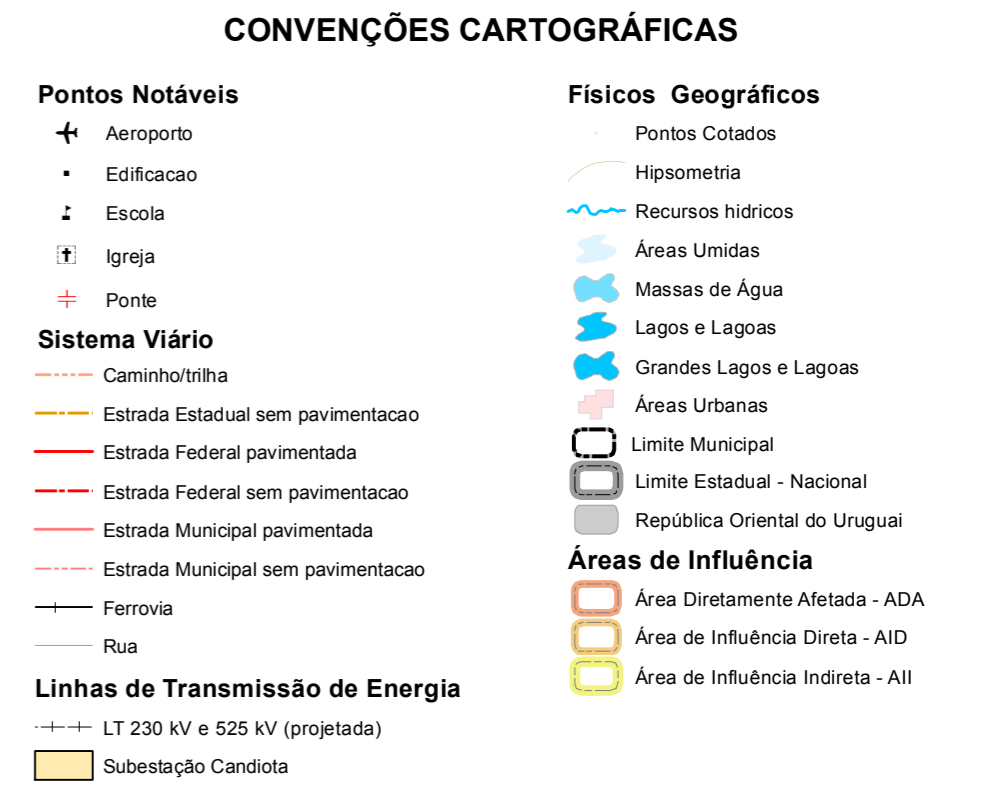 CONVENÇÕES CARTOGRÁFICAS
Pontos Notáveis
Aeroporto
Edificacao
Escola
Igreja
Ponte
Sistema Viário
Caminho/trilha
Estrada Estadual sem pavimentacao
Estrada Federal pavimentada
Estrada Federal sem pavimentacao
Estrada Municipal pavimentada
Estrada Municipal sem pavimentacao
Ferrovia
Rua
Linhas de Transmissão de Energia
LT 230 kV e 525 kV (projetada)
Subestação Candiota
Físicos Geográficos
Pontos Cotados
Hipsometria
Recursos hidricos
Áreas Umidas
Massas de Água
Lagos e Lagoas
Grandes Lagos e Lagoas
Áreas Urbanas
Limite Municipal
Limite Estadual - Nacional
República Oriental do Uruguai
Áreas de Influência
Área Diretamente Afetada - ADA
Área de Influência Direta - AID
Área de Influência Indireta - AII